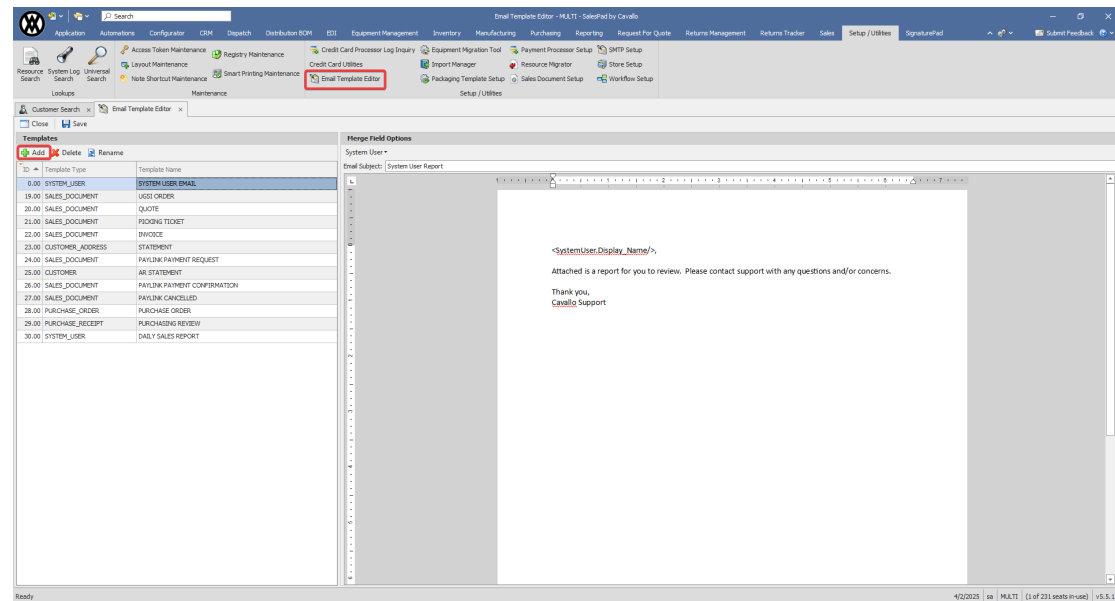 Search
Email Template Editor - MULTI - SalesPad by Cavallo
Application Automations Configurator CRM Dispatch Distribution BOM EDI Equipment Management Inventory Manufacturing Purchasing Reporting Request For Quote Returns Management Returns Tracker Sales Setup / Utilities SignaturePad Submit Feedback
Resource Search
System Log Search
Universal Search
Lookups
Access Token Maintenance
Layout Maintenance
Note Shortcut Maintenance
Registry Maintenance
Smart Printing Maintenance
Maintenance
Credit Card Processor Log Inquiry
Credit Card Utilities
Email Template Editor
Equipment Migration Tool
Import Manager
Packaging Template Setup
Payment Processor Setup
Resource Migrator
Sales Document Setup
SMTP Setup
Store Setup
Workflow Setup
Setup / Utilities
Customer Search x Email Template Editor x
Close Save
Templates
Add Delete Rename
ID Template Type Template Name
0.00 SYSTEM_USER SYSTEM USER EMAIL
19.00 SALES_DOCUMENT UGSI ORDER
20.00 SALES_DOCUMENT QUOTE
21.00 SALES_DOCUMENT PICKING TICKET
22.00 SALES_DOCUMENT INVOICE
23.00 CUSTOMER_ADDRESS STATEMENT
24.00 SALES_DOCUMENT PAYLINK PAYMENT REQUEST
25.00 CUSTOMER AR STATEMENT
26.00 SALES_DOCUMENT PAYLINK PAYMENT CONFIRMATION
27.00 SALES_DOCUMENT PAYLINK CANCELLED
28.00 PURCHASE_ORDER PURCHASE ORDER
29.00 PURCHASE_RECEIPT PURCHASING REVIEW
30.00 SYSTEM_USER DAILY SALES REPORT
Merge Field Options
System User
Email Subject: System User Report
<SystemUser.Display_Name/>,
Attached is a report for you to review. Please contact support with any questions and/or concerns.
Thank you,
Cavallo Support
Ready
4/2/2025 sa MULTI (1 of 231 seats in-use) v5.5.1